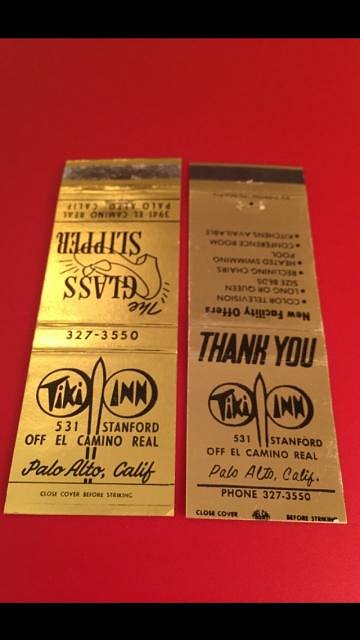 3941 EL CAMINO REAL
PALO ALTO, CALIF.
The
GLASS
SLIPPER
327-3550
Tiki INN
531 STANFORD
OFF EL CAMINO REAL
Palo Alto, Calif
CLOSE COVER BEFORE STRIKING
New Facility Offers
• COLOR TELEVISION
• LONG OR QUEEN
SIZE BEDS
• RECLINING CHAIRS
• HEATED SWIMMING
POOL
• CONFERENCE ROOM
• KITCHENS AVAILABLE
THANK YOU
Tiki INN
531 STANFORD
OFF EL CAMINO REAL
Palo Alto, Calif.
PHONE 327-3550
CLOSE COVER BEFORE STRIKING